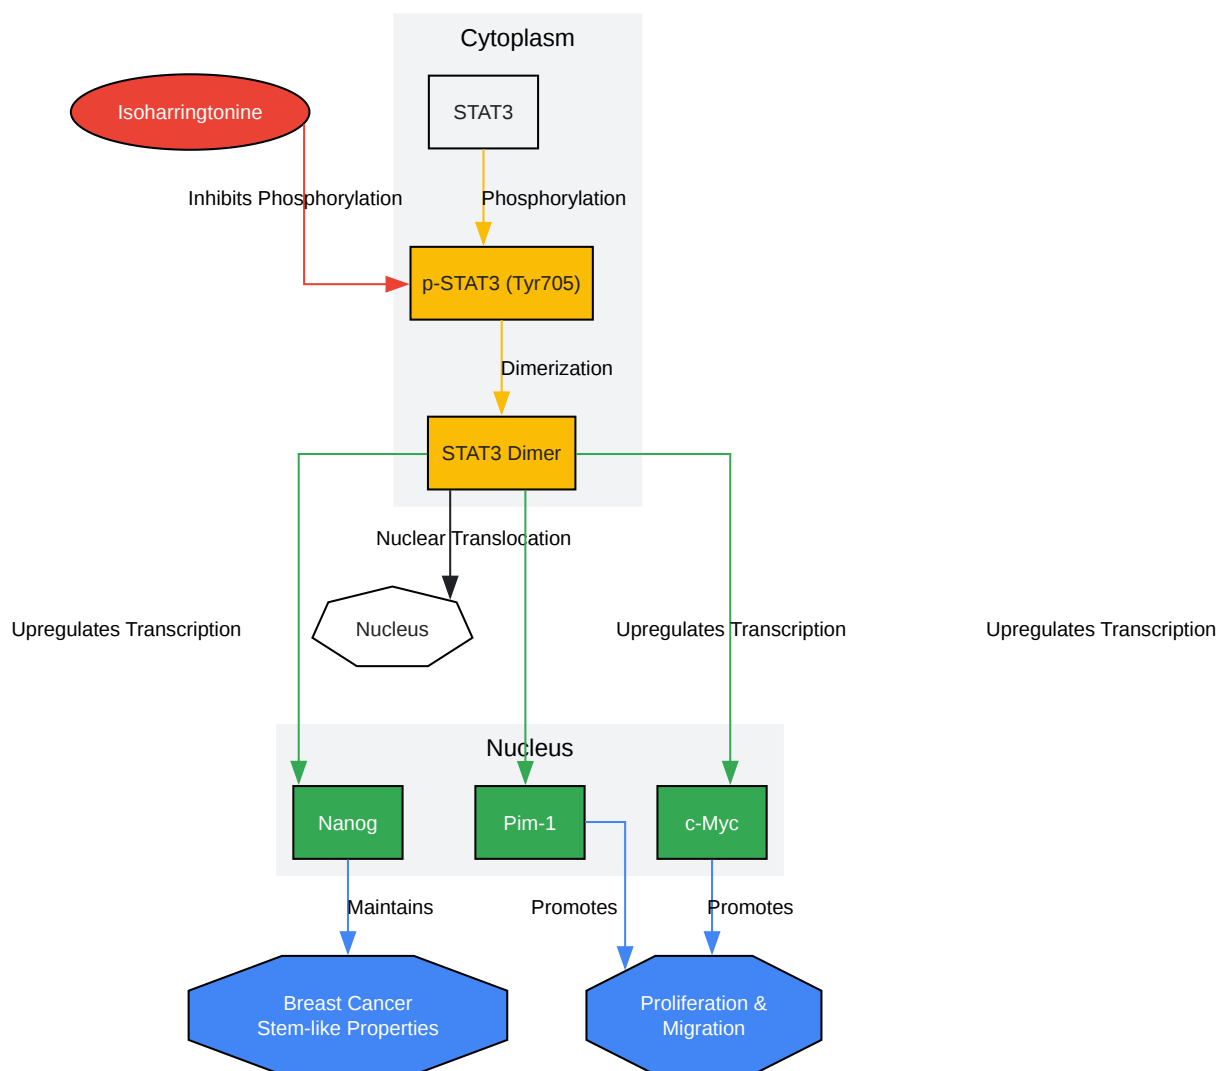 Cytoplasm
Isoharringtonine
STAT3
Inhibits Phosphorylation
Phosphorylation
p-STAT3 (Tyr705)
Dimerization
STAT3 Dimer
Nuclear Translocation
Upregulates Transcription
Nucleus
Upregulates Transcription
Upregulates Transcription
Nucleus
Nanog
Pim-1
c-Myc
Maintains
Promotes
Promotes
Breast Cancer
Stem-like Properties
Proliferation &
Migration